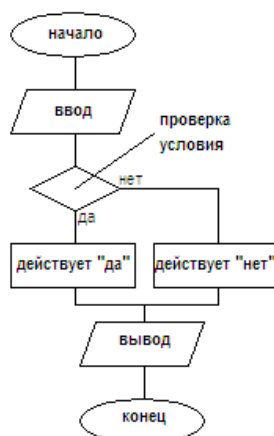 начало
ввод
проверка
условия
нет
да
действует "да"
действует "нет"
вывод
конец